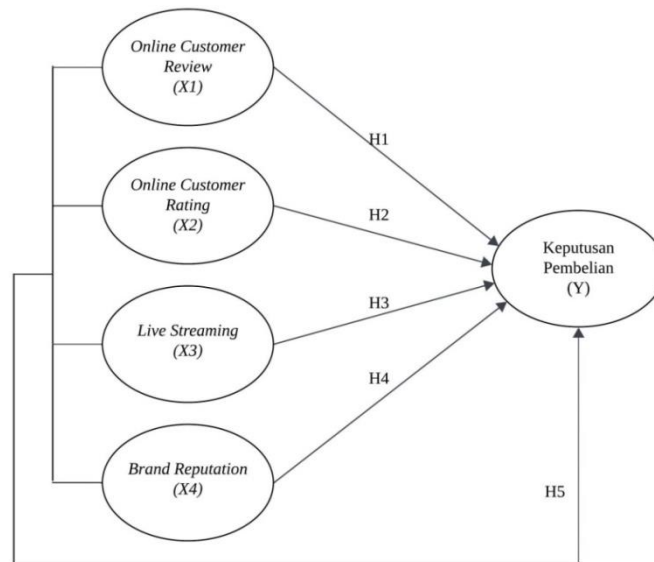 Online Customer
Review
(X1)
H1
Online Customer
Rating
(X2)
H2
Keputusan
Pembelian
(Y)
H3
Live Streaming
(X3)
H4
Brand Reputation
(X4)
H5